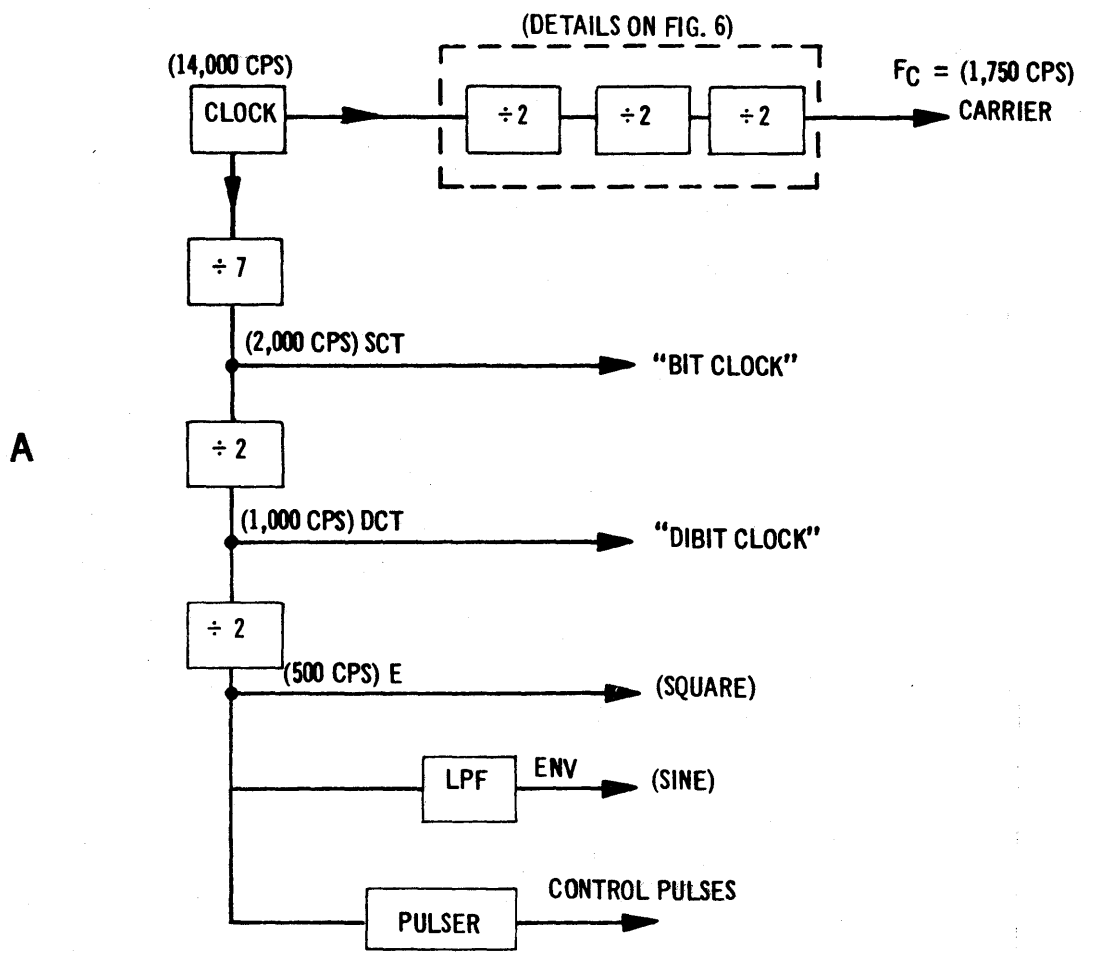 (DETAILS ON FIG. 6)
(14,000 CPS)
CLOCK
÷2
÷2
÷2
FC = (1,750 CPS)
CARRIER
÷ 7
(2,000 CPS) SCT
"BIT CLOCK"
A
÷ 2
(1,000 CPS) DCT
"DIBIT CLOCK"
÷ 2
(500 CPS) E
(SQUARE)
LPF
ENV
(SINE)
CONTROL PULSES
PULSER